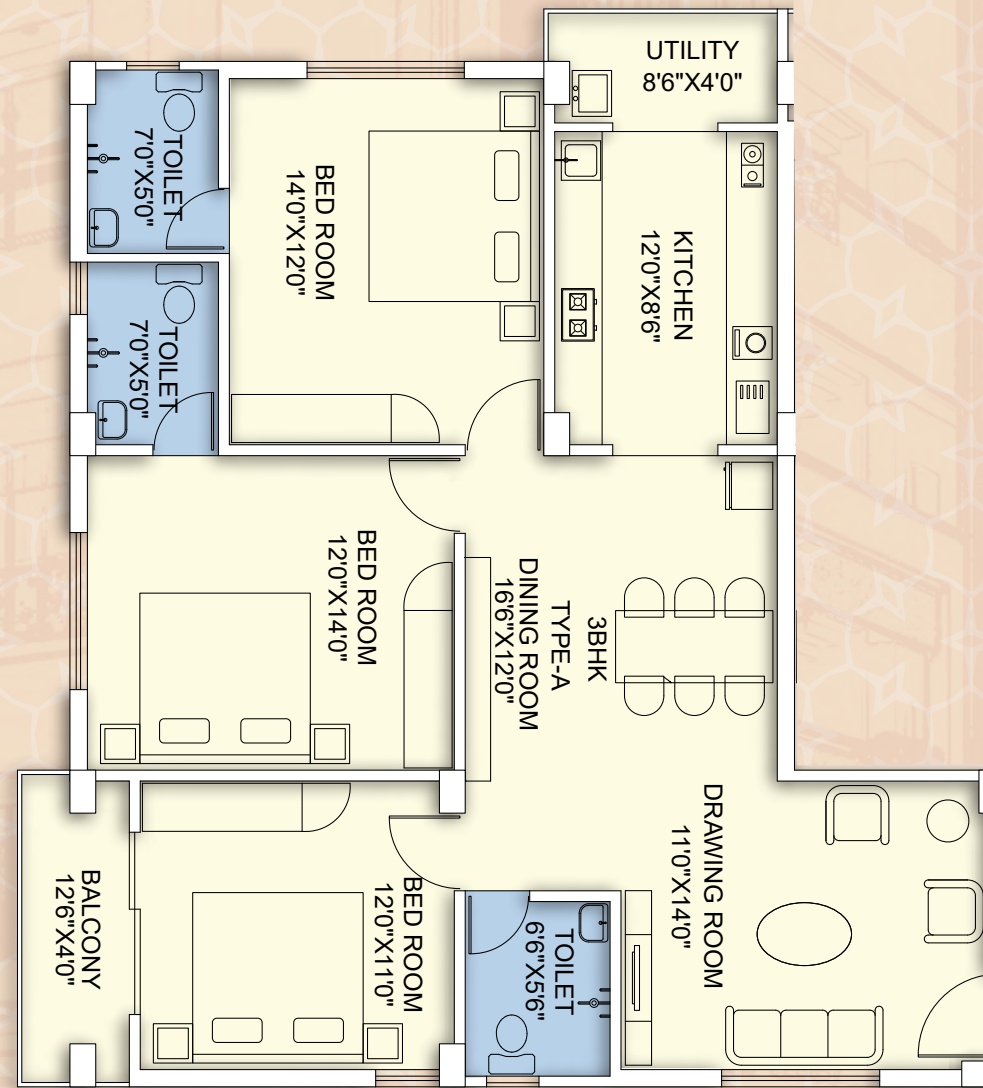 UTILITY
8'6"X4'0"
TOILET
7'0"X5'0"
BED ROOM
14'0"X12'0"
KITCHEN
12'0"X8'6"
TOILET
7'0"X5'0"
BED ROOM
12'0"X14'0"
3BHK
TYPE-A
DINING ROOM
16'6"X12'0"
DRAWING ROOM
11'0"X14'0"
BALCONY
12'6"X4'0"
BED ROOM
12'0"X11'0"
TOILET
6'6"X5'6"